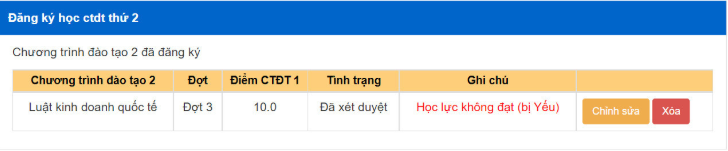 Đăng ký học ctdt thứ 2
Chương trình đảo tạo 2 đã đăng ký
Chương trình dào tạo 2 Đợt Điểm CTĐT 1 Tình trạng Ghi chú
Luật kinh doanh quốc tế Đợt 3 10.0 Đã xét duyệt Học lực không đạt (bị Yếu) Chỉnh sửa Xóa